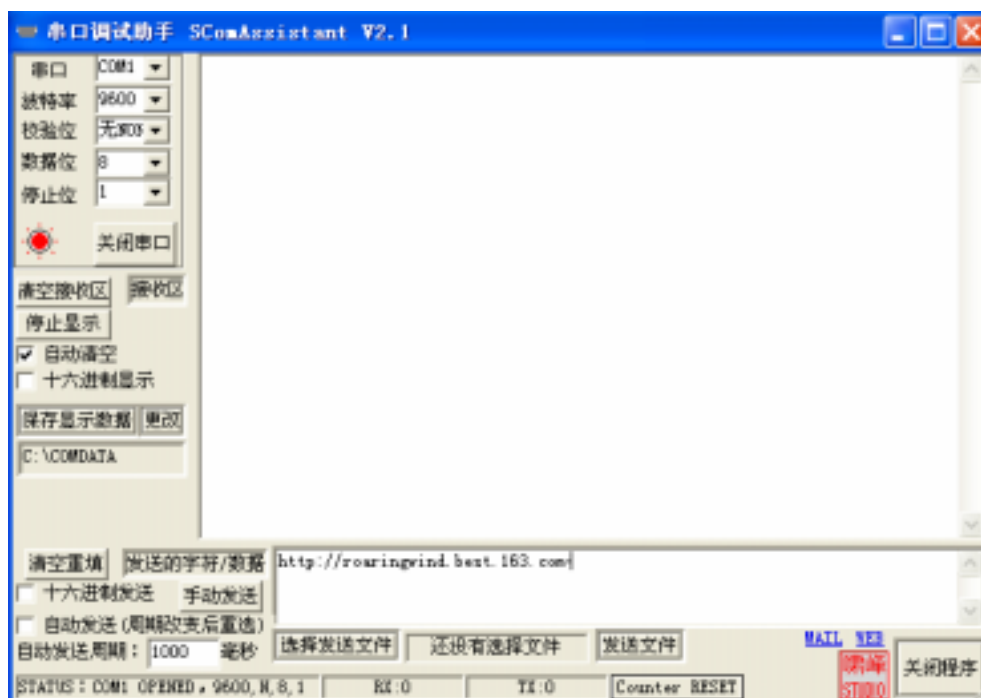 串口调试助手 SComAssistant V2.1
串口 COM1
波特率 9600
校验位 无NON
数据位 8
停止位 1
关闭串口
清空接收区 接收区
停止显示
自动清空
十六进制显示
保存显示数据 更改
C:\COMDATA
清空重填 发送的字符/数据 http://roaringwind.best.163.com
十六进制发送 手动发送
自动发送(周期改变后重选)
自动发送周期: 1000 毫秒 选择发送文件 还没有选择文件 发送文件 MAIL WEB
STUDIO 关闭程序
STATUS:COM1 OPENED,9600,N,8,1 RX:0 TX:0 Counter RESET